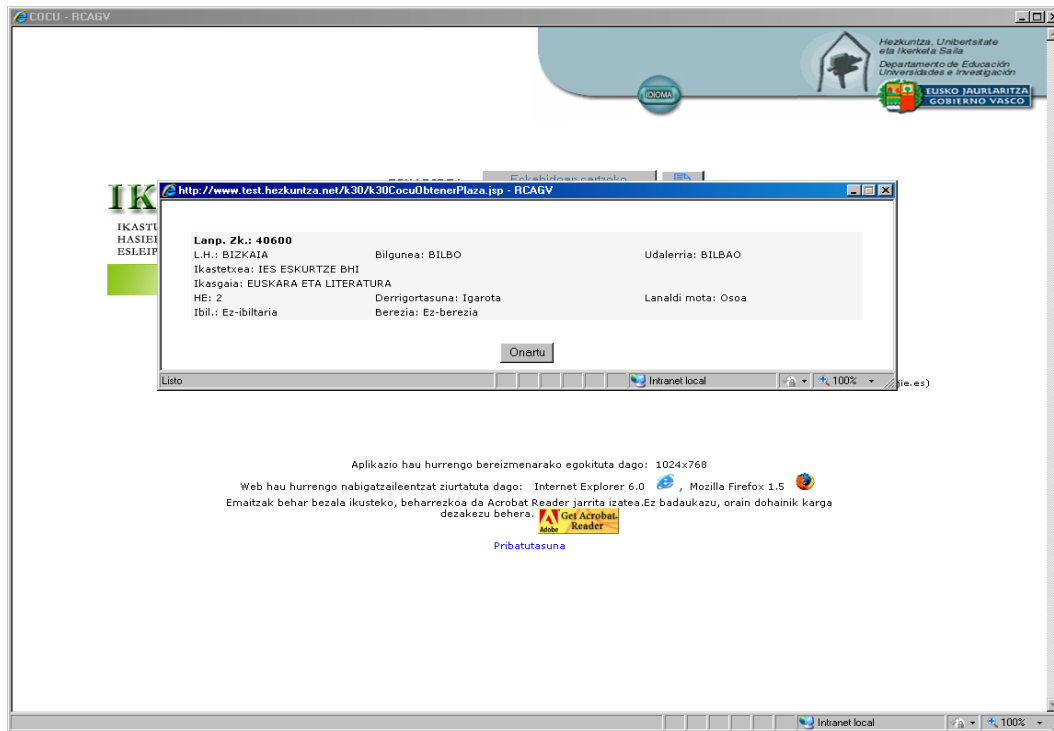 COCU - RCAGV
Hezkuntza, Unibertsitate
eta Ikerketa Saila
Departamento de Educación
Universidades e Investigación
EUSKO JAURLARITZA
GOBIERNO VASCO
IDIOMA
http://www.test.hezkuntza.net/k30/k30CocuObtenerPlaza.jsp - RCAGV
Lanp. Zk.: 40600
L.H.: BIZKAIA Bilgunea: BILBO Udalerria: BILBAO
Ikastetxea: IES ESKURTZE BHI
Ikasgaia: EUSKARA ETA LITERATURA
HE: 2 Derrigortasuna: Igarota Lanaldi mota: Osoa
Ibil.: Ez-ibiltaria Berezia: Ez-berezia
Onartu
Listo Intranet local 100%
jie.es)
Aplikazio hau hurrengo bereizmenarako egokituta dago: 1024x768
Web hau hurrengo nabigatzaileentzat ziurtatuta dago: Internet Explorer 6.0 , Mozilla Firefox 1.5
Emaitzak behar bezala ikusteko, beharrezkoa da Acrobat Reader jarrita izatea.Ez badaukazu, orain dohainik karga
dezakezu behera.
Get Acrobat
Adobe Reader
Pribatutasuna
Intranet local 100%